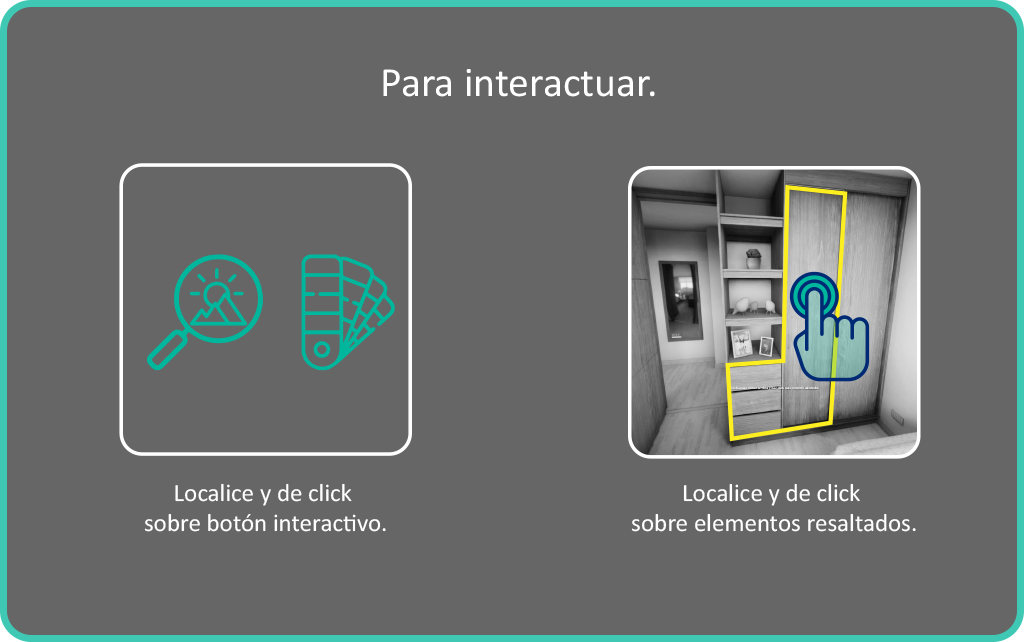 Para interactuar.
Localice y de click
sobre botón interactivo.
Localice y de click
sobre elementos resaltados.